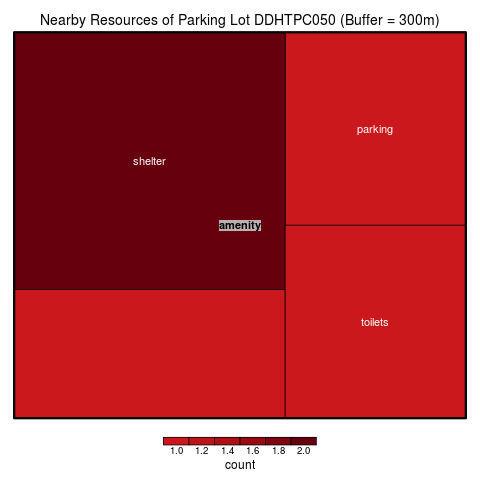 Nearby Resources of Parking Lot DDHTPC050 (Buffer = 300m)
parking
shelter
amenity
toilets
1.0 1.2 1.4 1.6 1.8 2.0
count